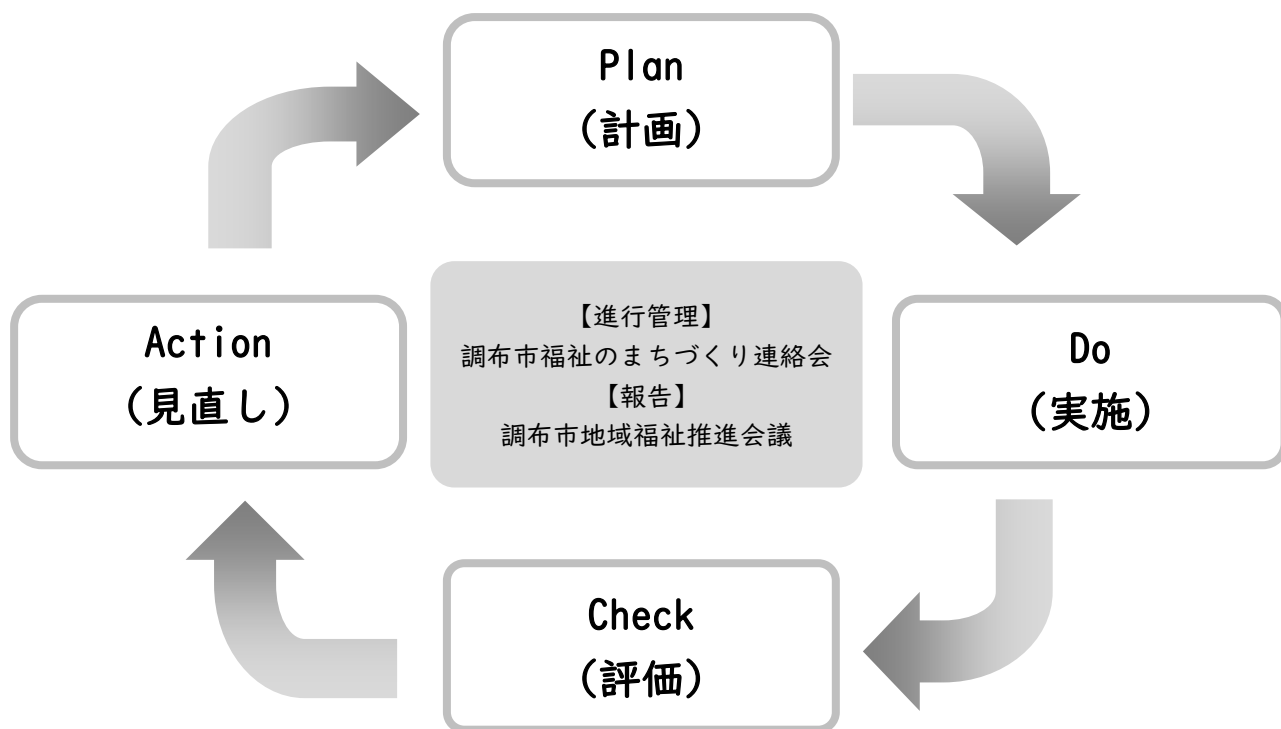 Plan
(計画)
Action
(見直し)
【進行管理】
調布市福祉のまちづくり連絡会
【報告】
調布市地域福祉推進会議
Do
(実施)
Check
(評価)